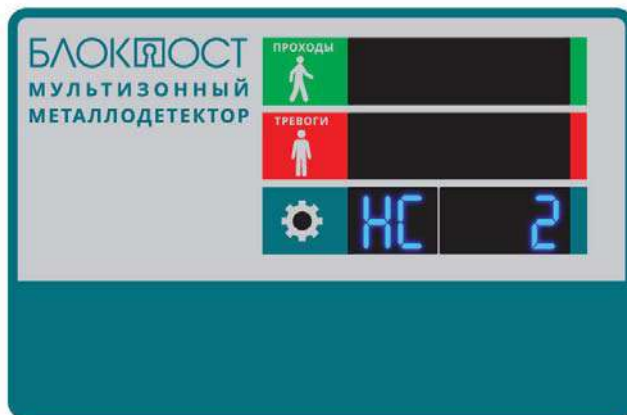 БЛОКПОСТ
МУЛЬТИЗОННЫЙ
МЕТАЛЛОДЕТЕКТОР
ПРОХОДЫ
ТРЕВОГИ
НС 2